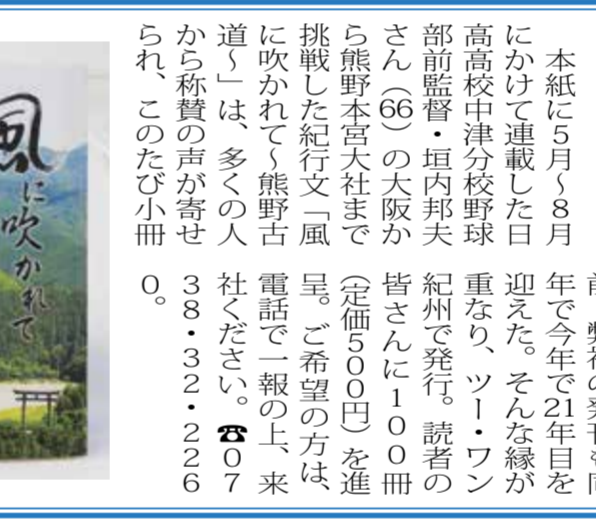 本紙に5月〜8月
にかけて連載した日
高高校中津分校野球
部前監督・垣内邦夫
さん（66）の大阪か
ら熊野本宮大社まで
挑戦した紀行文「風
に吹かれて〜熊野古
道〜」は、多くの人
から称賛の声が寄せ
られ、このたび小冊
年で今年で21年目を
迎えた。そんな縁が
重なり、ツー・ワン
紀州で発行。読者の
皆さんに100冊
（定価500円）を進
呈。ご希望の方は、
電話で一報の上、来
社ください。☎07
38・32・226
0。
風に吹かれて